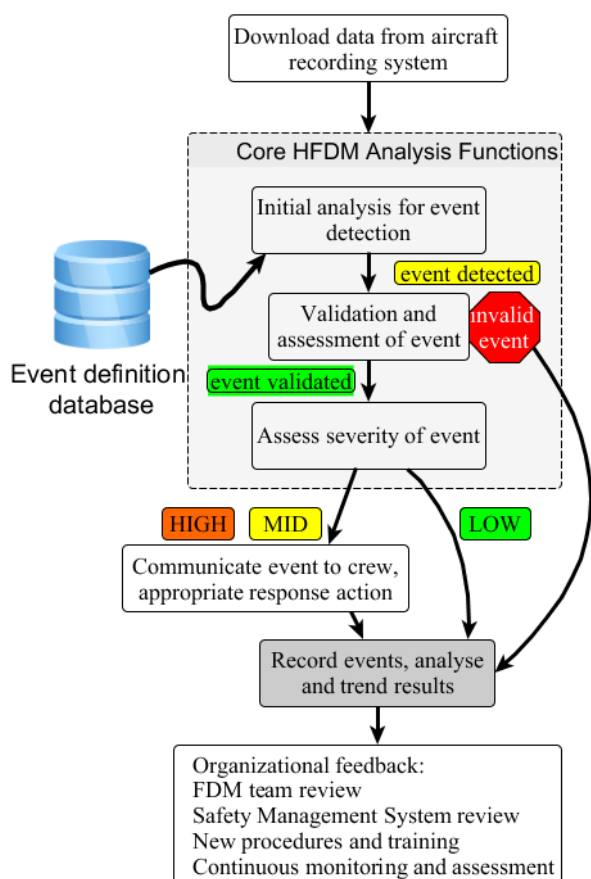 Download data from aircraft
recording system
Core HFDM Analysis Functions
Initial analysis for event
detection
event detected
Validation and
assessment of event
invalid
event
Event definition
database
event validated
Assess severity of event
HIGH
MID
LOW
Communicate event to crew,
appropriate response action
Record events, analyse
and trend results
Organizational feedback:
FDM team review
Safety Management System review
New procedures and training
Continuous monitoring and assessment